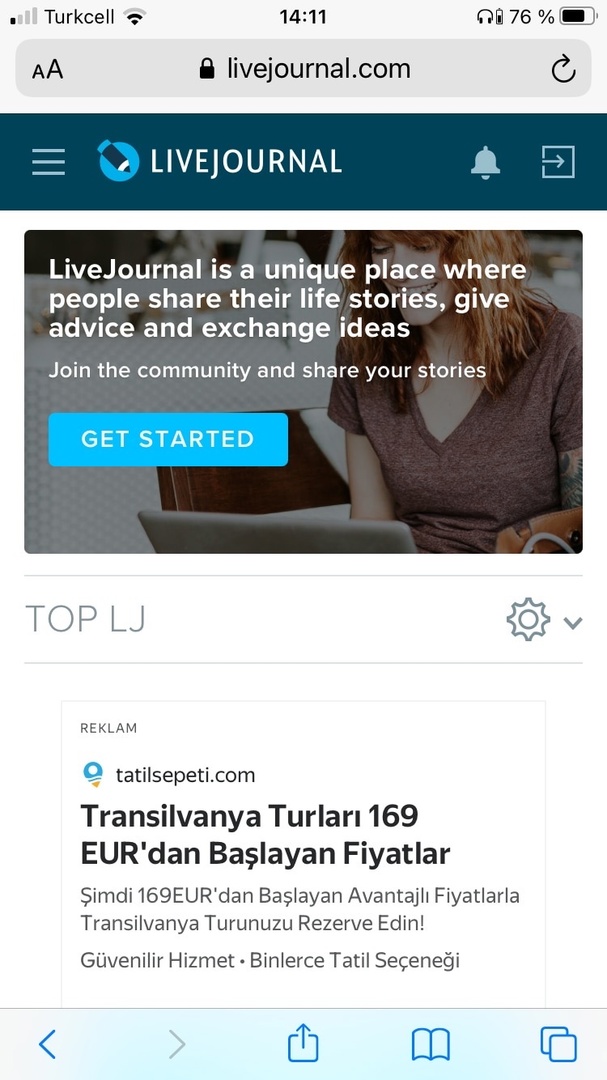 Turkcell 14:11 76 %
AA livejournal.com
LIVEJOURNAL
LiveJournal is a unique place where
people share their life stories, give
advice and exchange ideas
Join the community and share your stories
GET STARTED
TOP LJ
REKLAM
tatilsepeti.com
Transilvanya Turları 169
EUR'dan Başlayan Fiyatlar
Şimdi 169EUR'dan Başlayan Avantajlı Fiyatlarla
Transilvanya Turunuzu Rezerve Edin!
Güvenilir Hizmet • Binlerce Tatil Seçeneği